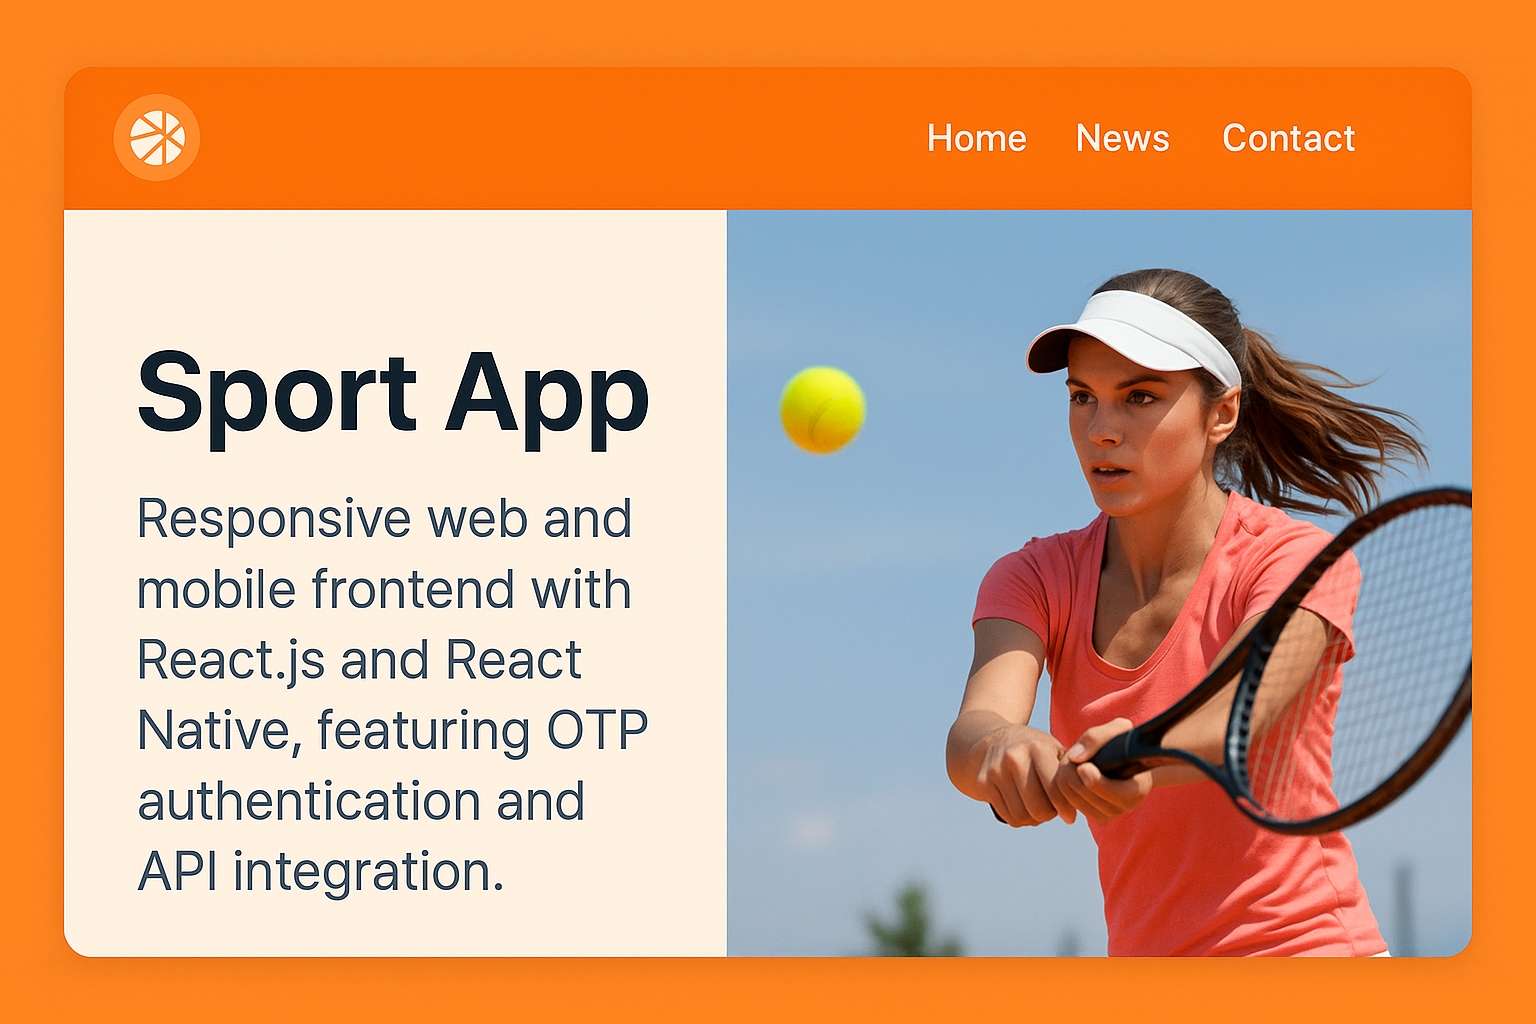 Home News Contact
Sport App
Responsive web and
mobile frontend with
React.js and React
Native, featuring OTP
authentication and
API integration.